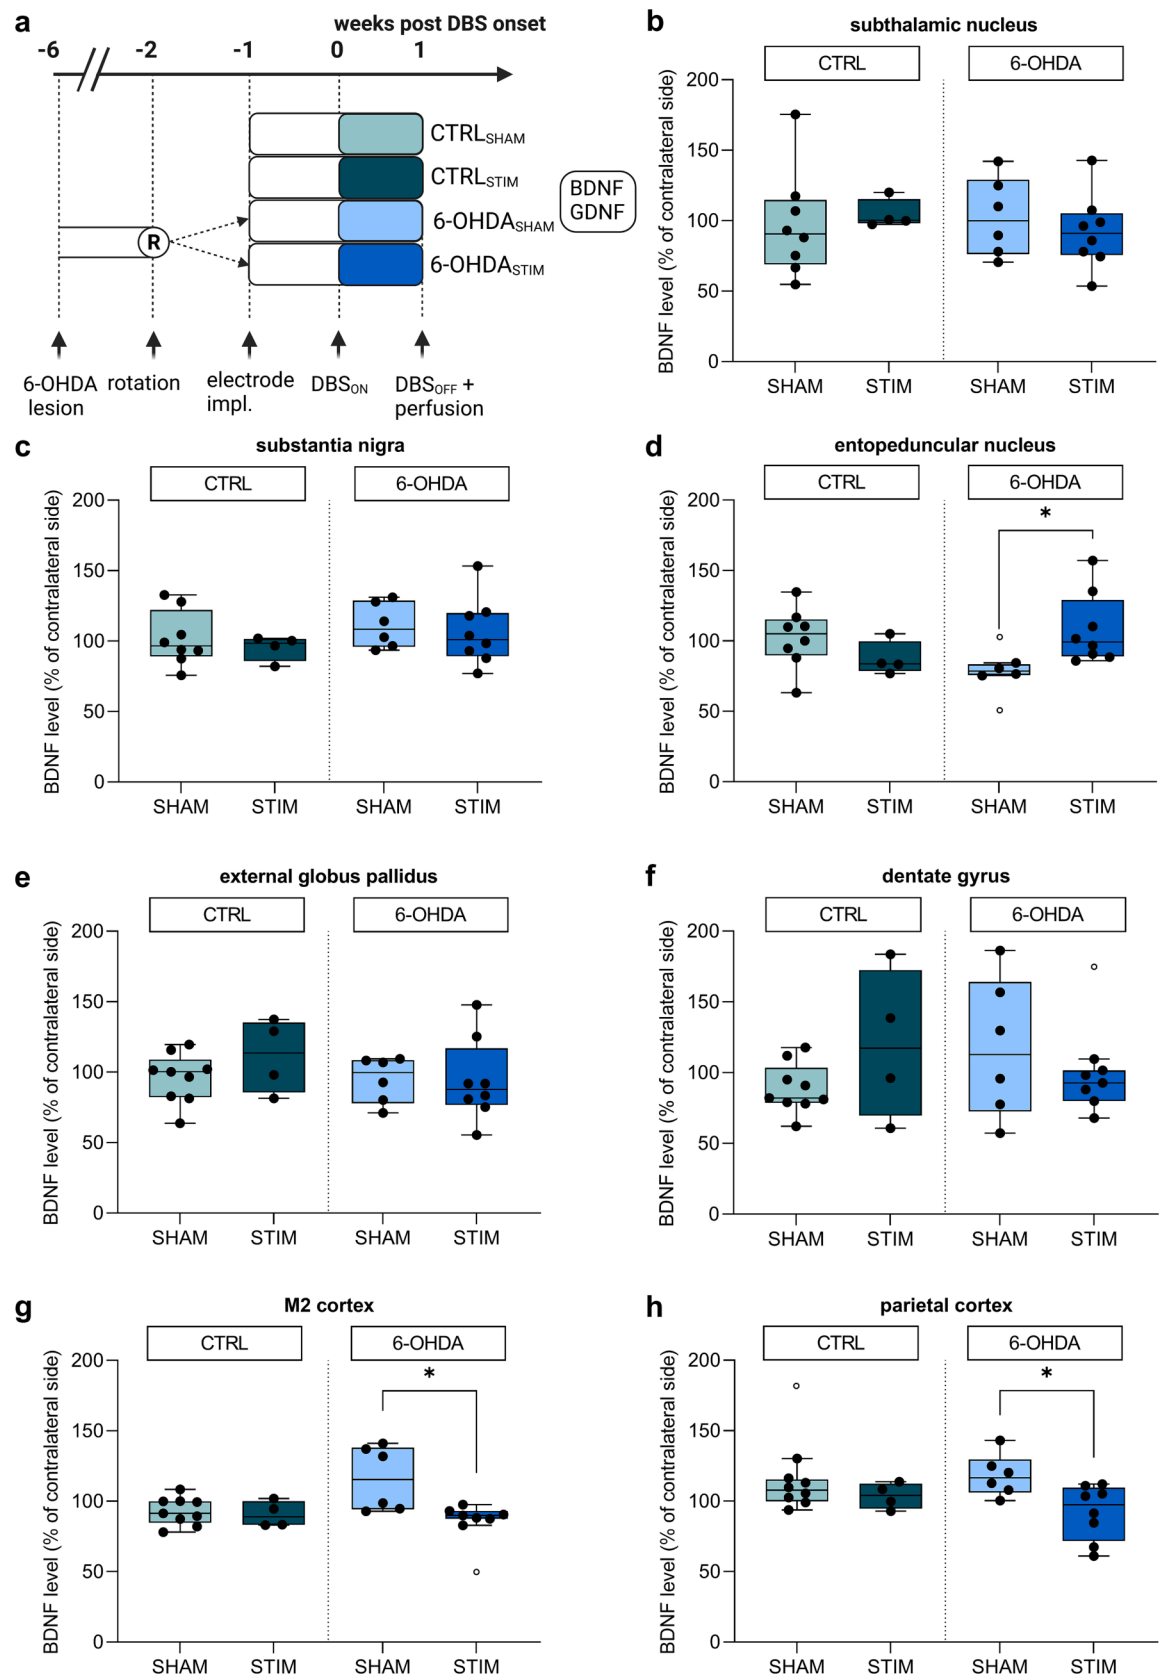 a
weeks post DBS onset
-6 -2 -1 0 1
CTRLSHAM
CTRLSTIM
6-OHDASHAM
6-OHDASTIM
BDNF
GDNF
R
6-OHDA
lesion
rotation
electrode
impl.
DBSON
DBSOFF +
perfusion
b
subthalamic nucleus
CTRL 6-OHDA
BDNF level (% of contralateral side)
200
150
100
50
0
SHAM STIM SHAM STIM
c
substantia nigra
CTRL 6-OHDA
BDNF level (% of contralateral side)
200
150
100
50
0
SHAM STIM SHAM STIM
d
entopeduncular nucleus
CTRL 6-OHDA
*
BDNF level (% of contralateral side)
200
150
100
50
0
SHAM STIM SHAM STIM
e
external globus pallidus
CTRL 6-OHDA
BDNF level (% of contralateral side)
200
150
100
50
0
SHAM STIM SHAM STIM
f
dentate gyrus
CTRL 6-OHDA
BDNF level (% of contralateral side)
200
150
100
50
0
SHAM STIM SHAM STIM
g
M2 cortex
CTRL 6-OHDA
*
BDNF level (% of contralateral side)
200
150
100
50
0
SHAM STIM SHAM STIM
h
parietal cortex
CTRL 6-OHDA
*
BDNF level (% of contralateral side)
200
150
100
50
0
SHAM STIM SHAM STIM